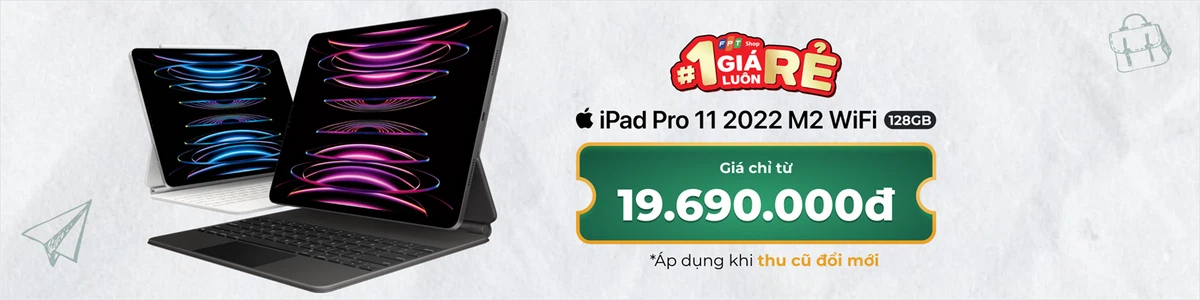 FPT Shop
#1 GIÁ LUÔN RẺ
iPad Pro 11 2022 M2 WiFi 128GB
Giá chỉ từ
19.690.000đ
*Áp dụng khi thu cũ đổi mới